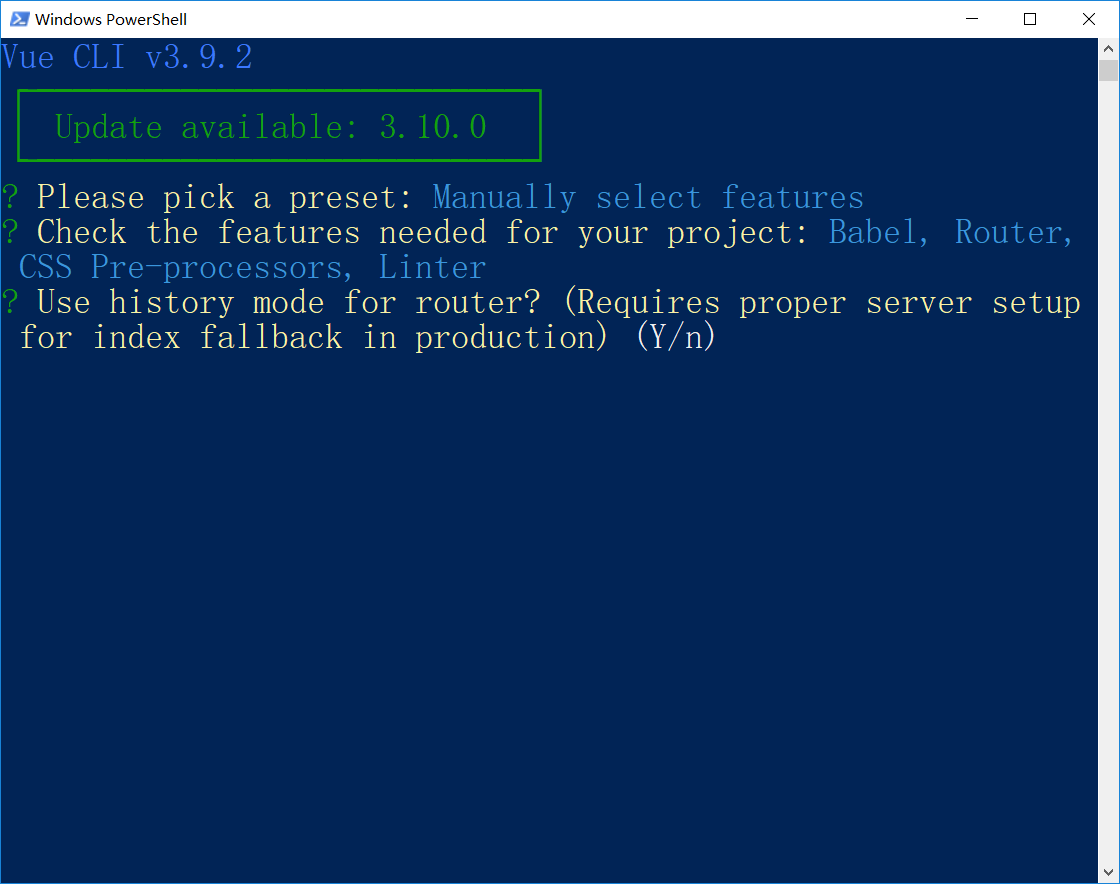 Windows PowerShell
Vue CLI v3.9.2
Update available: 3.10.0
? Please pick a preset: Manually select features
? Check the features needed for your project: Babel, Router,
CSS Pre-processors, Linter
? Use history mode for router? (Requires proper server setup
for index fallback in production) (Y/n)